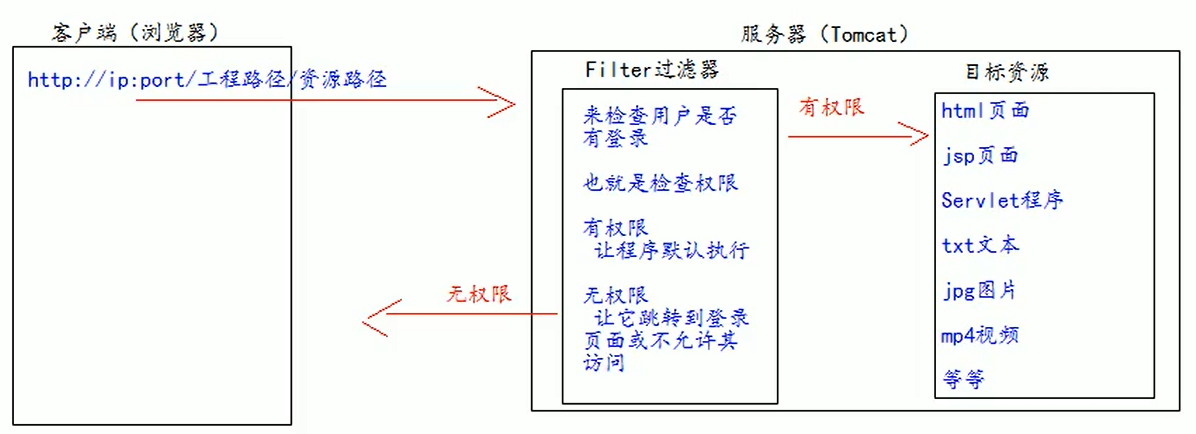 客户端（浏览器）
http://ip:port/工程路径/资源路径
服务器（Tomcat）
Filter过滤器
来检查用户是否
有登录
也就是检查权限
有权限
让程序默认执行
无权限
让它跳转到登录
页面或不允许其
访问
有权限
无权限
目标资源
html页面
jsp页面
Servlet程序
txt文本
jpg图片
mp4视频
等等